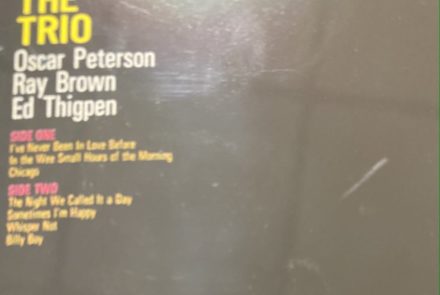 THE
TRIO
Oscar Peterson
Ray Brown
Ed Thigpen
SIDE ONE
I've Never Been In Love Before
In the Wee Small Hours of the Morning
Chicago
SIDE TWO
The Night We Called It a Day
Sometimes I'm Happy
Whisper Not
Billy Boy